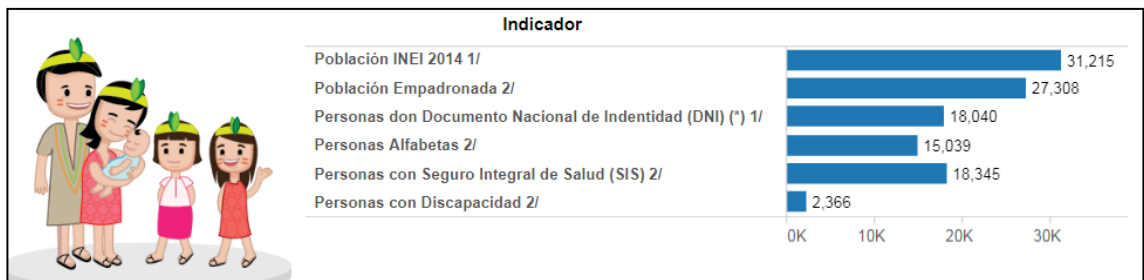 Indicador
Población INEI 2014 1/ 31,215
Población Empadronada 2/ 27,308
Personas don Documento Nacional de Indentidad (DNI) (*) 1/ 18,040
Personas Alfabetas 2/ 15,039
Personas con Seguro Integral de Salud (SIS) 2/ 18,345
Personas con Discapacidad 2/ 2,366
0K 10K 20K 30K